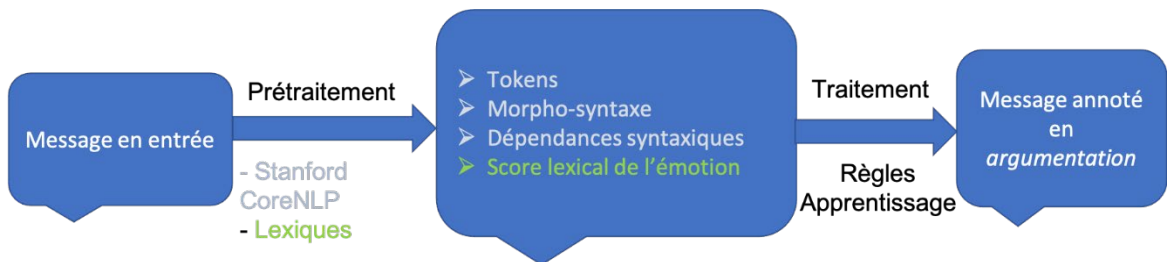 Message en entrée
Prétraitement
- Stanford
CoreNLP
- Lexiques
➢ Tokens
➢ Morpho-syntaxe
➢ Dépendances syntaxiques
➢ Score lexical de l'émotion
Traitement
Règles
Apprentissage
Message annoté
en
argumentation